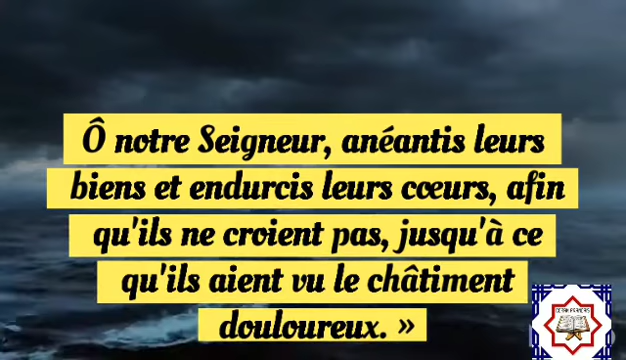 Ô notre Seigneur, anéantis leurs
biens et endurcis leurs cœurs, afin
qu'ils ne croient pas, jusqu'à ce
qu'ils aient vu le châtiment
douloureux. »